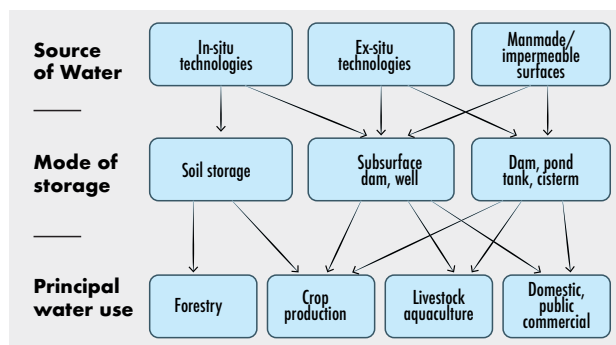 Source
of Water
In-situ
technologies
Ex-situ
technologies
Manmade/
impermeable
surfaces
Mode of
storage
Soil storage
Subsurface
dam, well
Dam, pond
tank, cisterm
Principal
water use
Forestry
Crop
production
Livestock
aquaculture
Domestic,
public
commercial